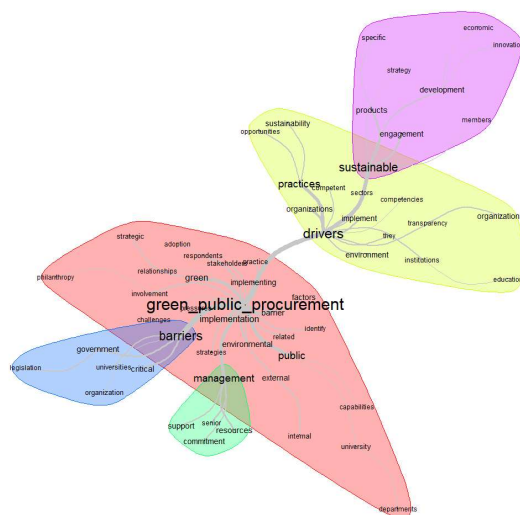 economic
specific
innovation
strategy
development
products
members
sustainability
opportunities
engagement
sustainable
practices
competent
sectors
competencies
organizations
organization
implement
transparency
drivers
they
strategic
adoption
respondents
environment
institutions
practice
stakeholders
relationships
education
philanthropy
green
implementing
involvement
factors
pressures
green_public_procurement
barrier
challenges
implementation
identify
barriers
related
government
strategies
environmental
public
legislation
universities
critical
management
external
organization
capabilities
support
senior
resources
commitment
internal
university
departments